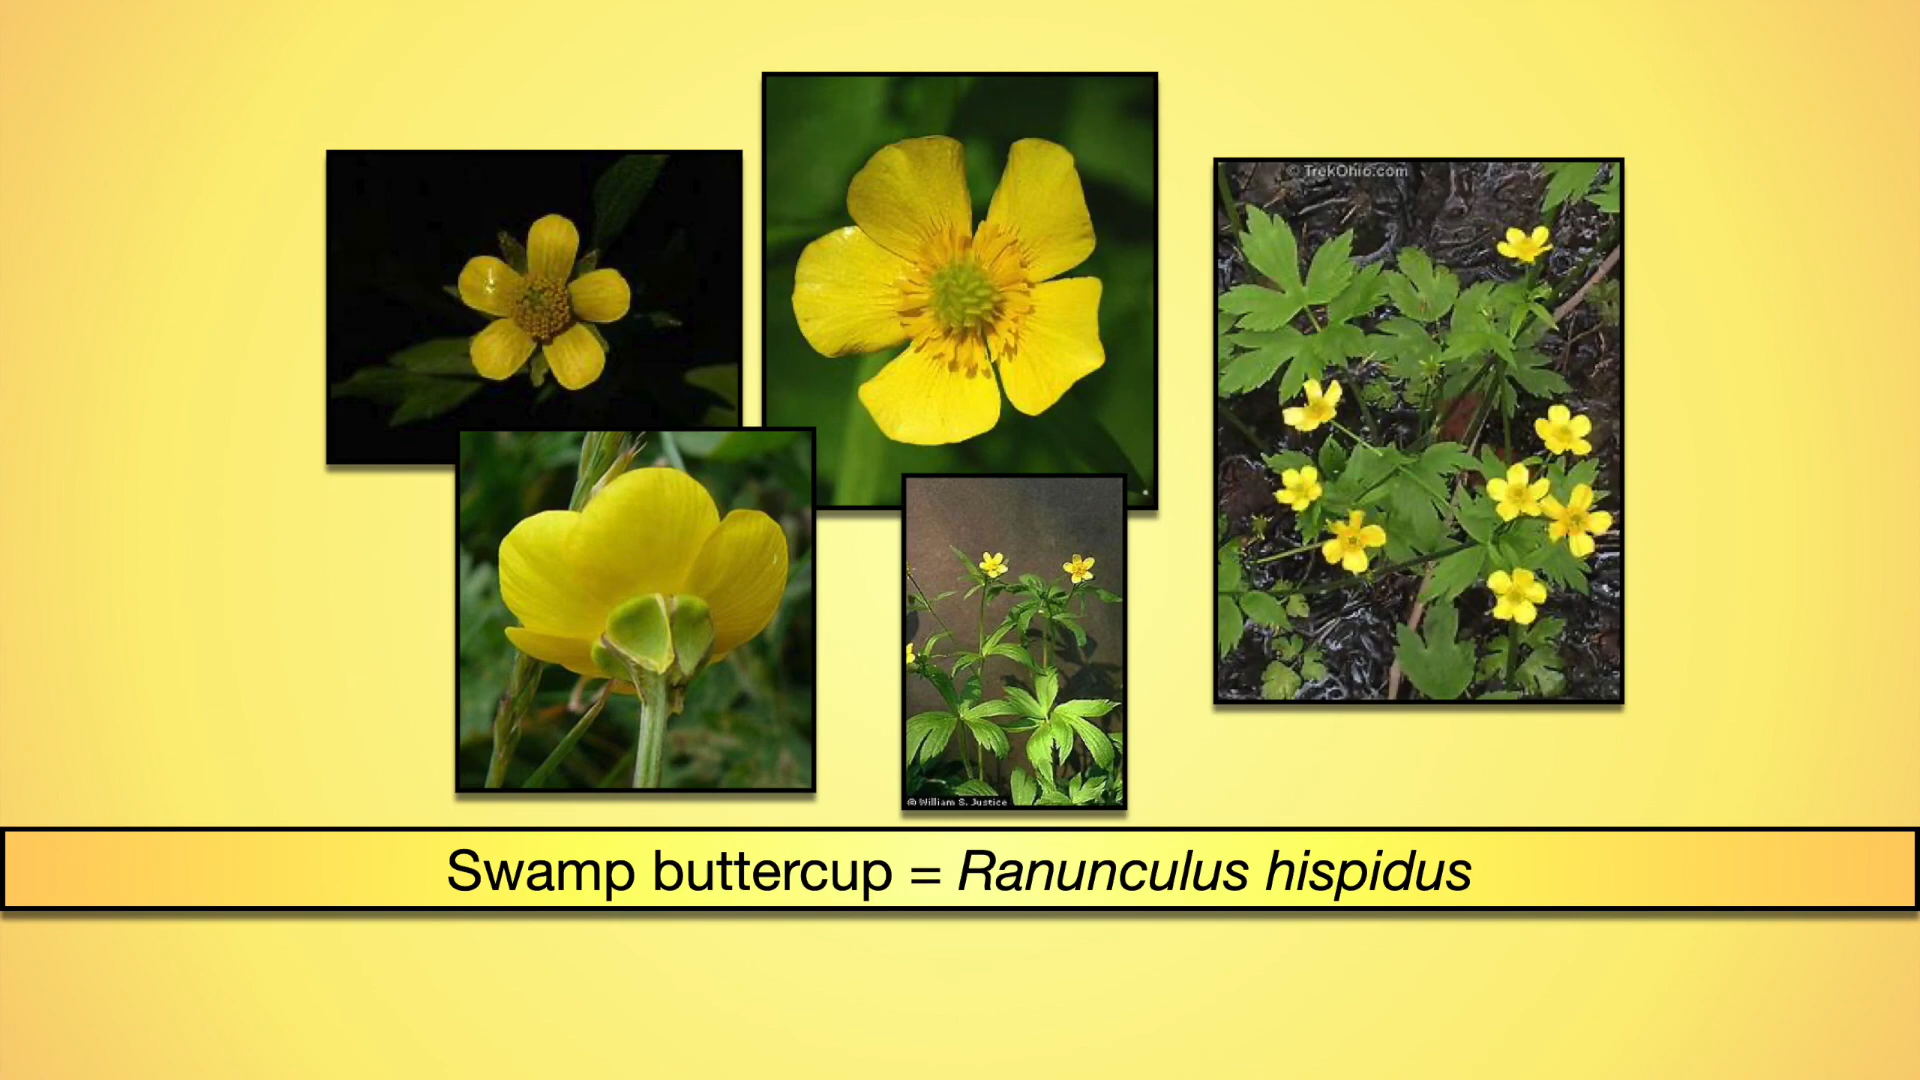 © TrekOhio.com
© William S. Justice
Swamp buttercup = Ranunculus hispidus